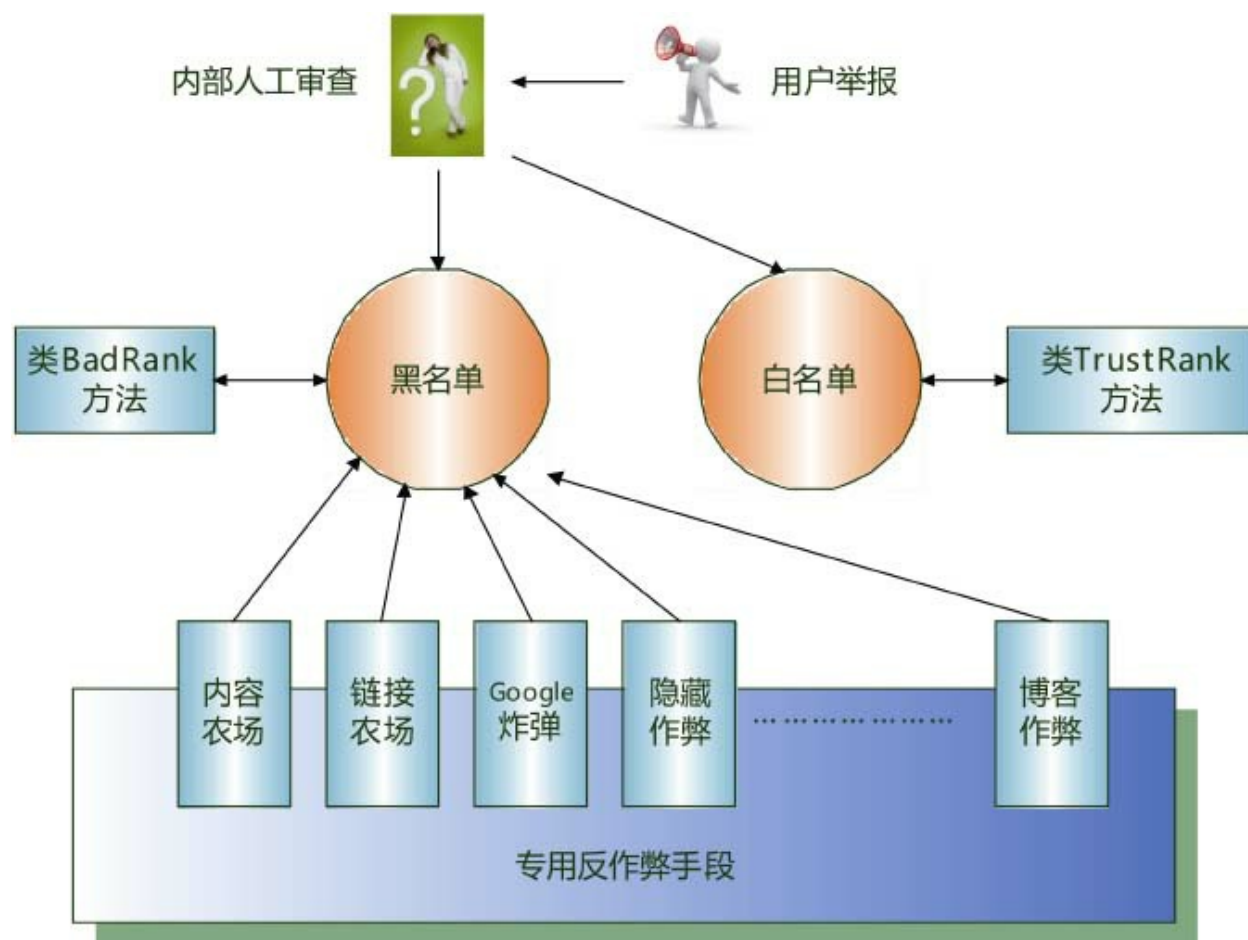 内部人工审查
用户举报
类BadRank
方法
黑名单
白名单
类TrustRank
方法
内容
农场
链接
农场
Google
炸弹
隐藏
作弊
…………………
博客
作弊
专用反作弊手段